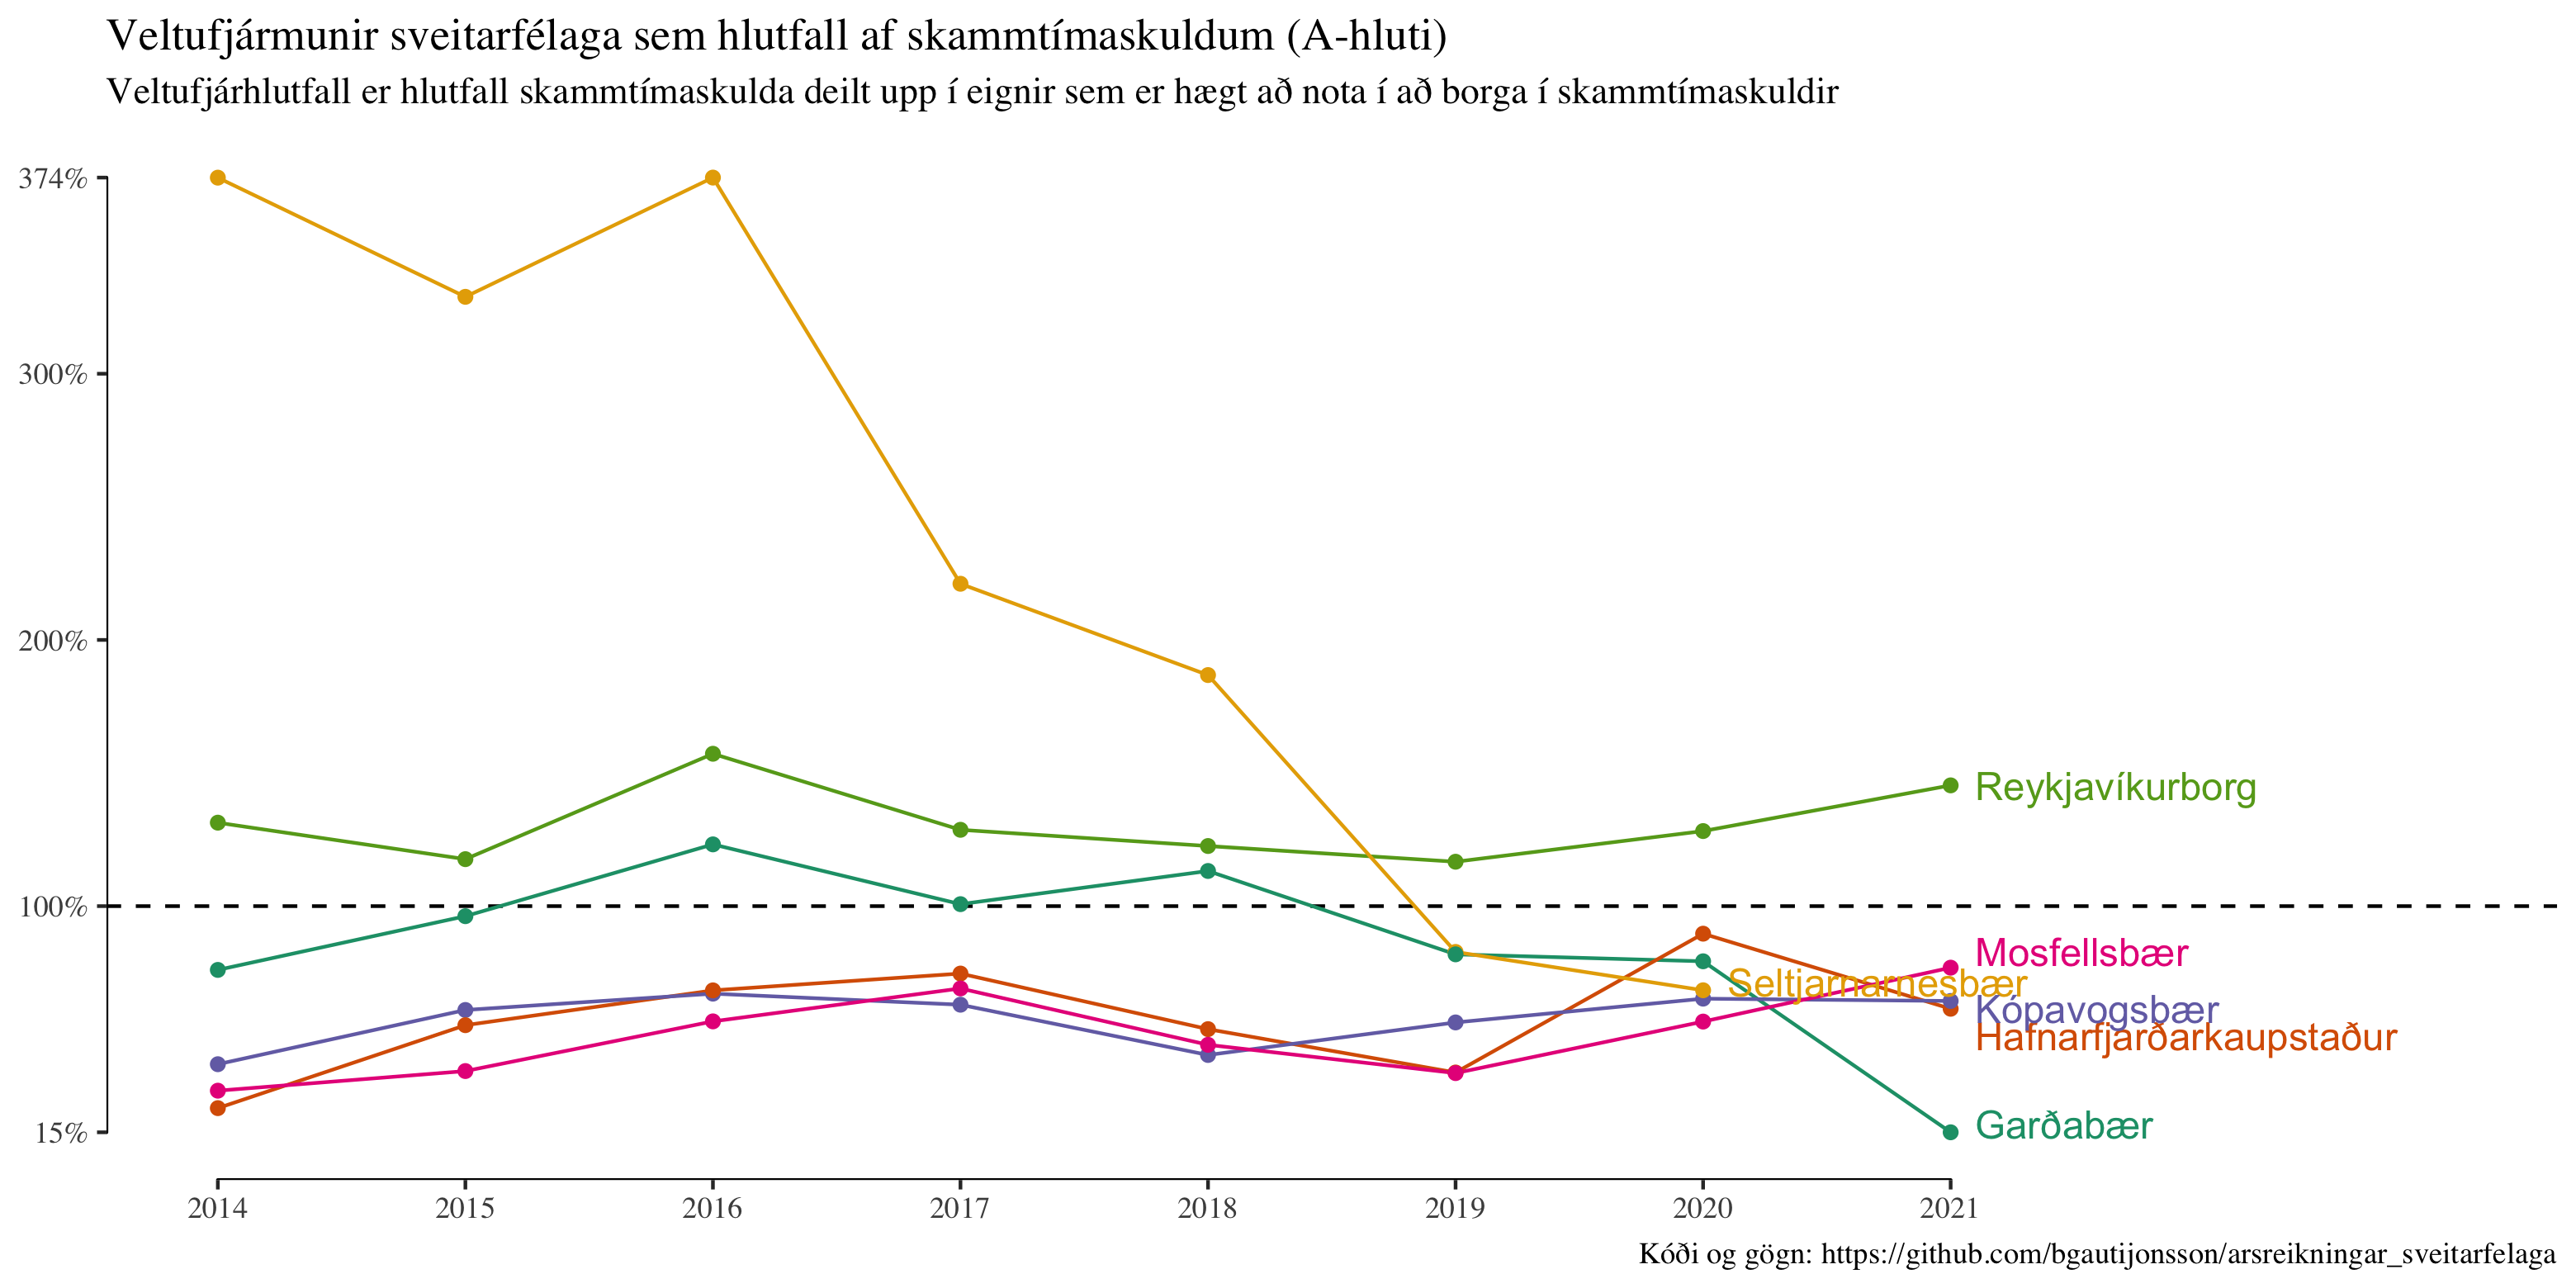 Veltufjármunir sveitarfélaga sem hlutfall af skammtímaskuldum (A-hluti)
Veltufjárhlutfall er hlutfall skammtímaskulda deilt upp í eignir sem er hægt að nota í að borga í skammtímaskuldir
374%
300%
200%
100%
15%
Reykjavíkurborg
Mosfellsbær
Seltjarnarnesbær
Kópavogsbær
Hafnarfjarðarkaupstaður
Garðabær
2014 2015 2016 2017 2018 2019 2020 2021
Kóði og gögn: https://github.com/bgautijonsson/arsreikningar_sveitarfelaga